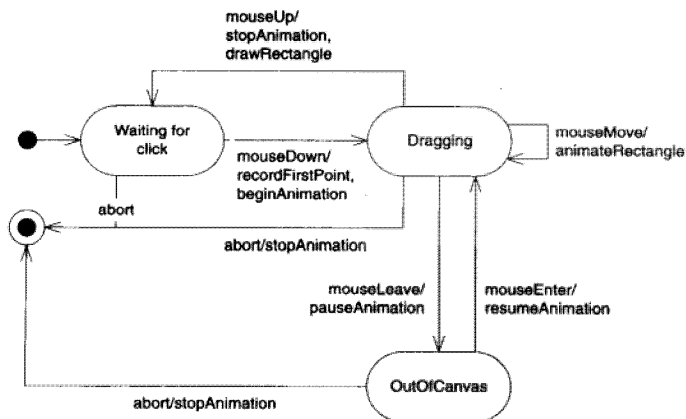 mouseUp/
stopAnimation,
drawRectangle
Waiting for
click
Dragging
mouseMove/
animateRectangle
mouseDown/
recordFirstPoint,
beginAnimation
abort
abort/stopAnimation
mouseLeave/
pauseAnimation
mouseEnter/
resumeAnimation
OutOfCanvas
abort/stopAnimation